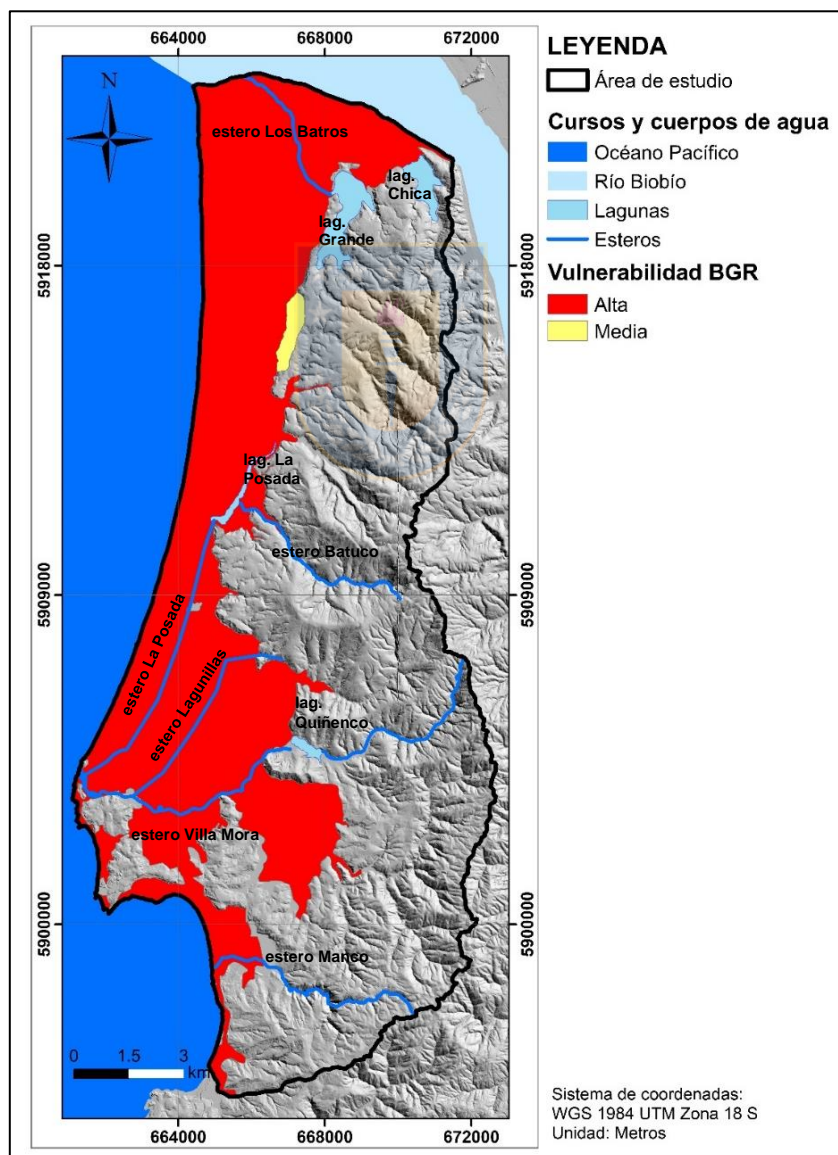 664000 668000 672000
N
5918000
5909000
5900000
estero Los Batros
lag.
Chica
lag.
Grande
lag. La
Posada
estero Batuco
estero La Posada
estero Lagunillas
lag.
Quiñenco
estero Villa Mora
estero Manco
0 1.5 3
km
5918000
5909000
5900000
664000 668000 672000
LEYENDA
Área de estudio
Cursos y cuerpos de agua
Océano Pacífico
Río Biobío
Lagunas
Esteros
Vulnerabilidad BGR
Alta
Media
Sistema de coordenadas:
WGS 1984 UTM Zona 18 S
Unidad: Metros